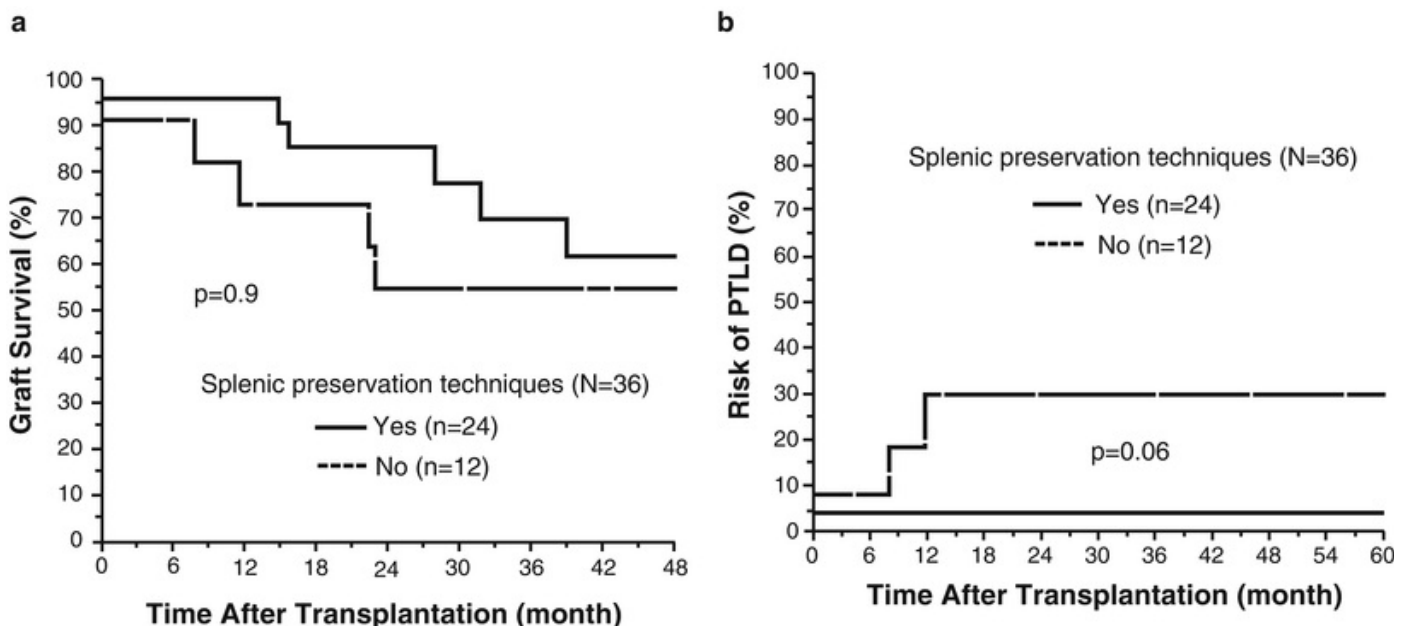 a
Graft Survival (%)
100
90
80
70
60
50
40
30
20
10
0
p=0.9
Splenic preservation techniques (N=36)
Yes (n=24)
No (n=12)
0 6 12 18 24 30 36 42 48
Time After Transplantation (month)
b
Risk of PTLD (%)
100
90
80
70
60
50
40
30
20
10
0
Splenic preservation techniques (N=36)
Yes (n=24)
No (n=12)
p=0.06
0 6 12 18 24 30 36 42 48 54 60
Time After Transplantation (month)